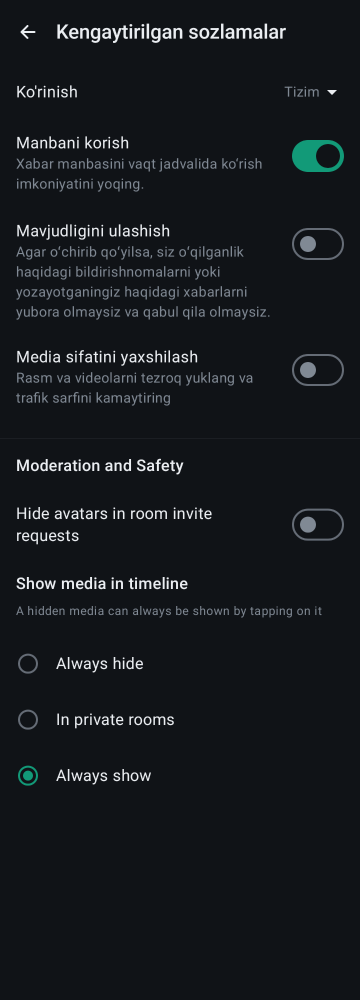 Kengaytirilgan sozlamalar
Ko'rinish
Tizim
Manbani korish
Xabar manbasini vaqt jadvalida ko‘rish
imkoniyatini yoqing.
Mavjudligini ulashish
Agar o‘chirib qo‘yilsa, siz o‘qilganlik
haqidagi bildirishnomalarni yoki
yozayotganingiz haqidagi xabarlarni
yubora olmaysiz va qabul qila olmaysiz.
Media sifatini yaxshilash
Rasm va videolarni tezroq yuklang va
trafik sarfini kamaytiring
Moderation and Safety
Hide avatars in room invite
requests
Show media in timeline
A hidden media can always be shown by tapping on it
Always hide
In private rooms
Always show